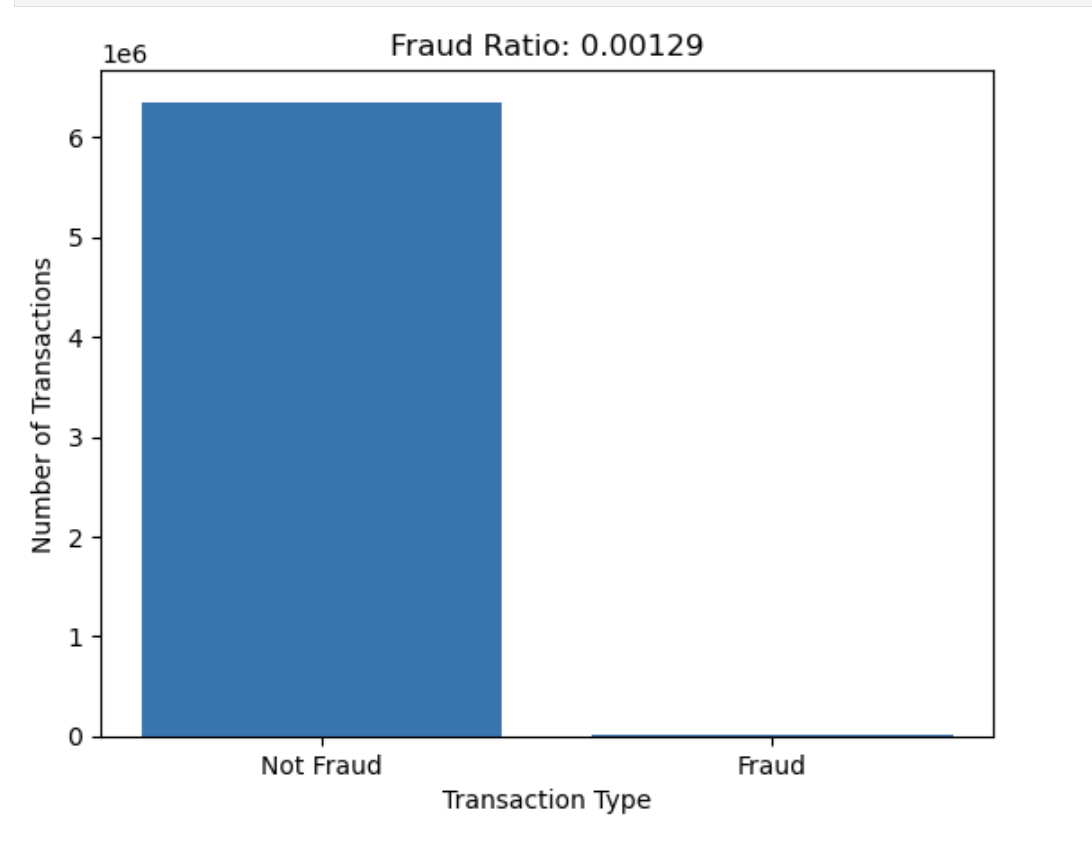 Fraud Ratio: 0.00129
1e6
6
5
4
3
2
1
0
Number of Transactions
Not Fraud
Fraud
Transaction Type